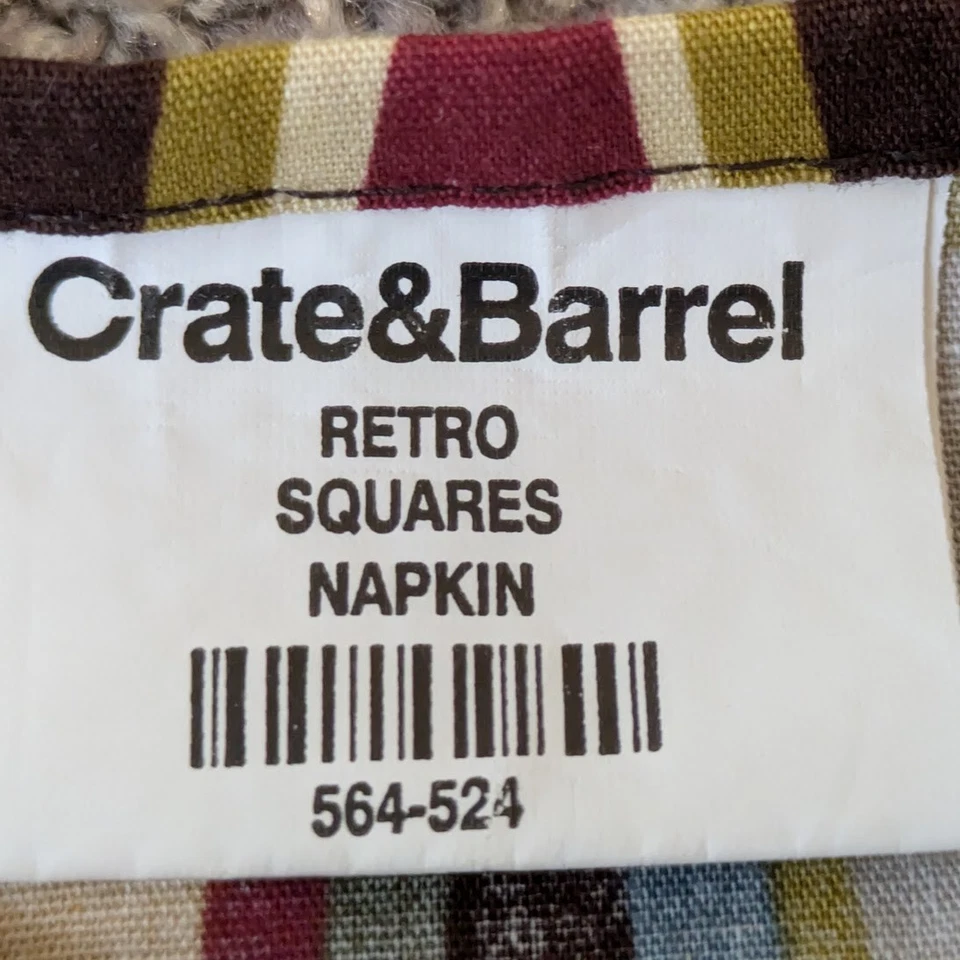 Crate&Barrel
RETRO
SQUARES
NAPKIN
564-524